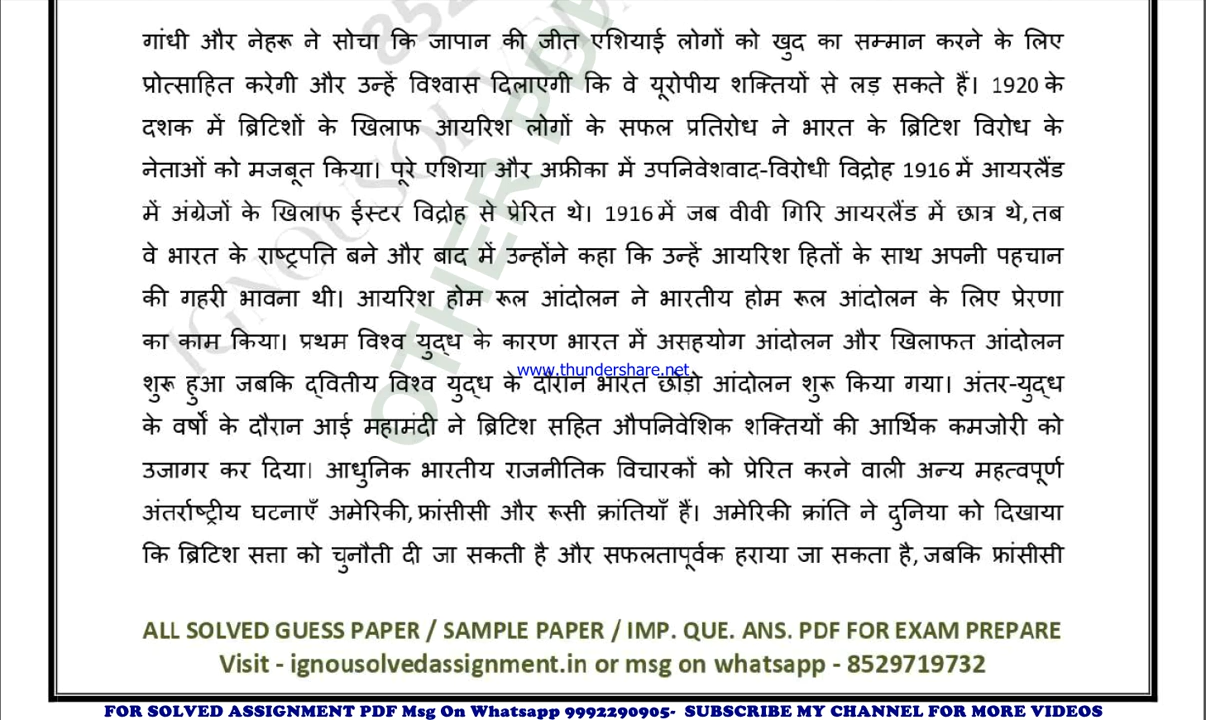 गांधी और नेहरू ने सोचा कि जापान की जीत एशियाई लोगों को खुद का सम्मान करने के लिए
प्रोत्साहित करेगी और उन्हें विश्वास दिलाएगी कि वे यूरोपीय शक्तियों से लड़ सकते हैं। 1920 के
दशक में ब्रिटिशों के खिलाफ आयरिश लोगों के सफल प्रतिरोध ने भारत के ब्रिटिश विरोध के
नेताओं को मजबूत किया। पूरे एशिया और अफ्रीका में उपनिवेशवाद-विरोधी विद्रोह 1916 में आयरलैंड
में अंग्रेजों के खिलाफ ईस्टर विद्रोह से प्रेरित थे। 1916 में जब वीवी गिरि आयरलैंड में छात्र थे, तब
वे भारत के राष्ट्रपति बने और बाद में उन्होंने कहा कि उन्हें आयरिश हितों के साथ अपनी पहचान
की गहरी भावना थी। आयरिश होम रूल आंदोलन ने भारतीय होम रूल आंदोलन के लिए प्रेरणा
का काम किया। प्रथम विश्व युद्ध के कारण भारत में असहयोग आंदोलन और खिलाफत आंदोलन
www.thundershare.net
शुरू हुआ जबकि द्वितीय विश्व युद्ध के दौरान भारत छोड़ो आंदोलन शुरू किया गया। अंतर-युद्ध
के वर्षों के दौरान आई महामंदी ने ब्रिटिश सहित औपनिवेशिक शक्तियों की आर्थिक कमजोरी को
उजागर कर दिया। आधुनिक भारतीय राजनीतिक विचारकों को प्रेरित करने वाली अन्य महत्वपूर्ण
अंतर्राष्ट्रीय घटनाएँ अमेरिकी, फ्रांसीसी और रूसी क्रांतियाँ हैं। अमेरिकी क्रांति ने दुनिया को दिखाया
कि ब्रिटिश सत्ता को चुनौती दी जा सकती है और सफलतापूर्वक हराया जा सकता है, जबकि फ्रांसीसी
ALL SOLVED GUESS PAPER / SAMPLE PAPER / IMP. QUE. ANS. PDF FOR EXAM PREPARE
Visit - ignousolvedassignment.in or msg on whatsapp - 8529719732
FOR SOLVED ASSIGNMENT PDF Msg On Whatsapp 9992290905- SUBSCRIBE MY CHANNEL FOR MORE VIDEOS